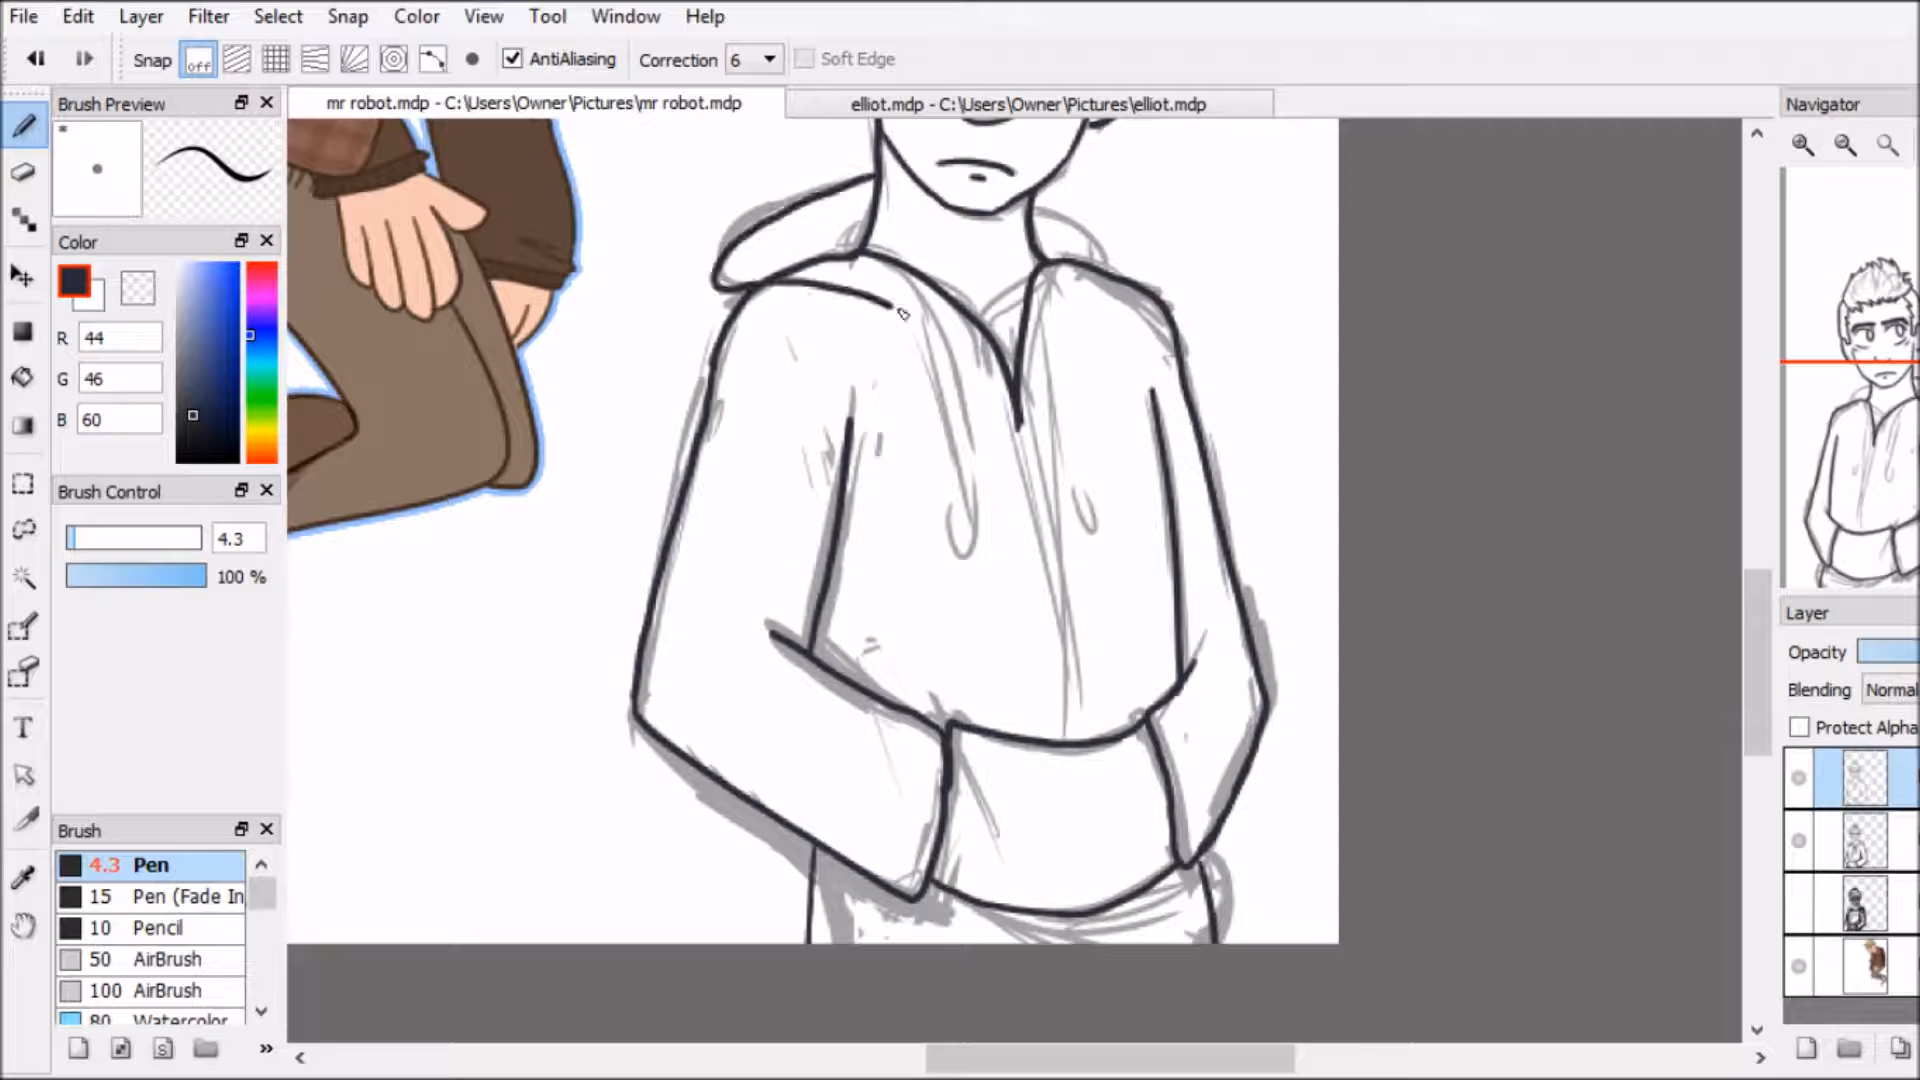 File Edit Layer Filter Select Snap Color View Tool Window Help
Snap off AntiAliasing Correction 6 Soft Edge
Brush Preview
mr robot.mdp - C:\Users\Owner\Pictures\mr robot.mdp
elliot.mdp - C:\Users\Owner\Pictures\elliot.mdp
Navigator
*
Color
R 44
G 46
B 60
Brush Control
4.3
100 %
Layer
Opacity
Blending Normal
Protect Alpha
Brush
4.3 Pen
15 Pen (Fade In
10 Pencil
50 AirBrush
100 AirBrush
80 Watercolor
T
S